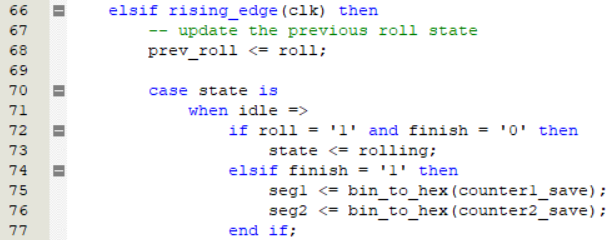 66 elsif rising_edge(clk) then
67 -- update the previous roll state
68 prev_roll <= roll;
69
70 case state is
71 when idle =>
72 if roll = '1' and finish = '0' then
73 state <= rolling;
74 elsif finish = '1' then
75 seg1 <= bin_to_hex(counter1_save);
76 seg2 <= bin_to_hex(counter2_save);
77 end if;